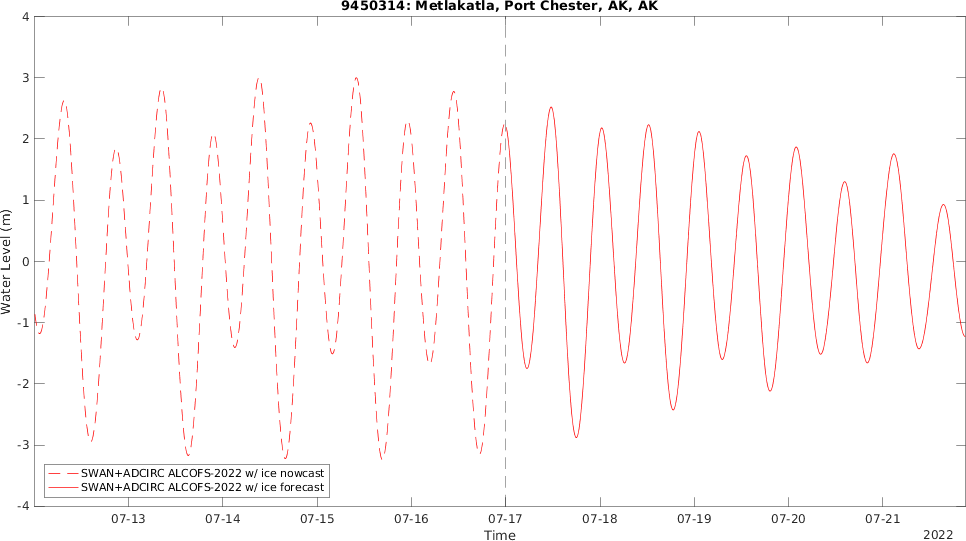 9450314: Metlakatla, Port Chester, AK, AK
4
3
2
1
0
-1
-2
-3
-4
Water Level (m)
SWAN+ADCIRC ALCOFS-2022 w/ ice nowcast
SWAN+ADCIRC ALCOFS-2022 w/ ice forecast
07-13 07-14 07-15 07-16 07-17 07-18 07-19 07-20 07-21
Time
2022